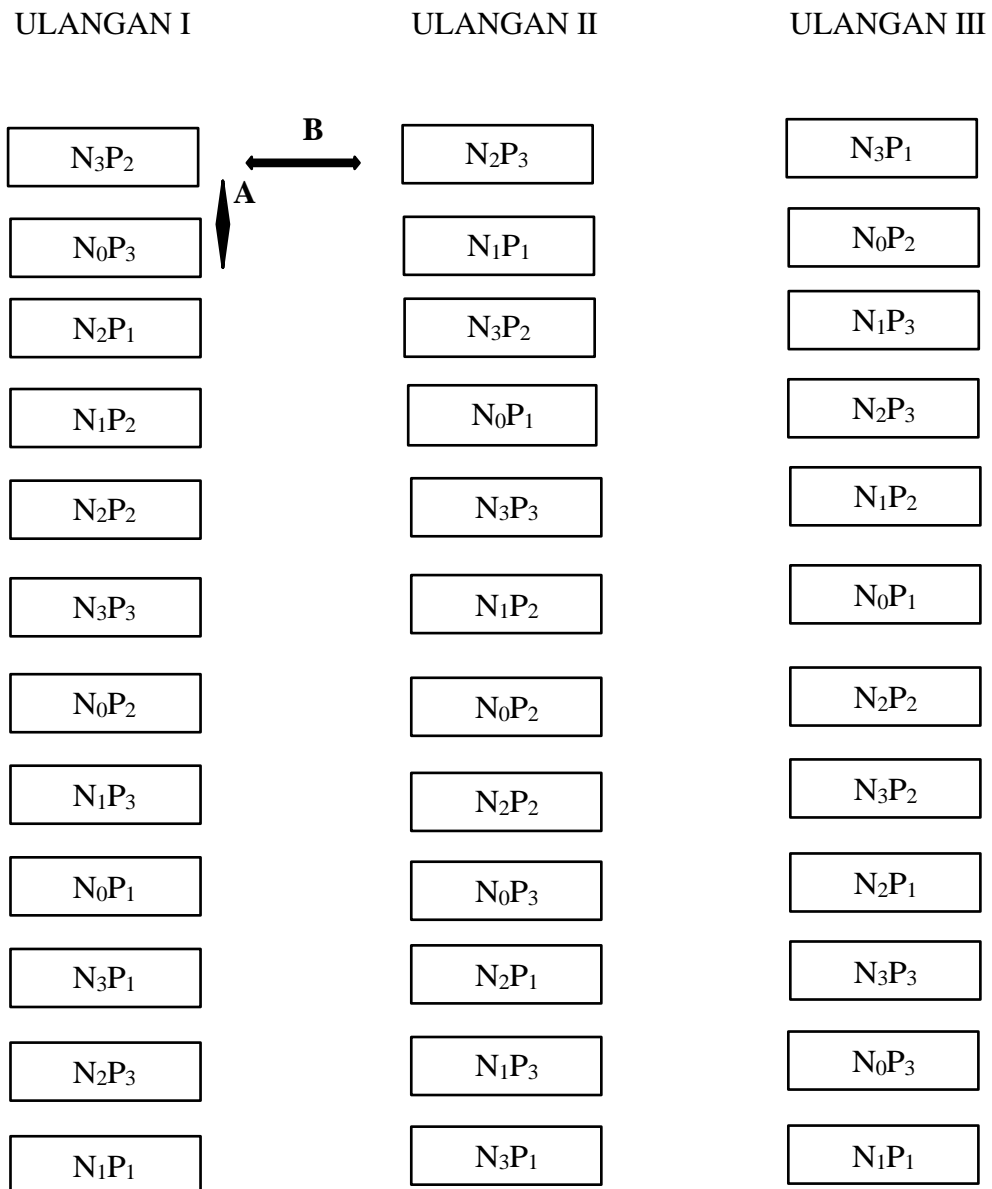 ULANGAN I ULANGAN II ULANGAN III
B
N₃P₂ N₂P₃ N₃P₁
A
N₀P₃ N₁P₁ N₀P₂
N₂P₁ N₃P₂ N₁P₃
N₁P₂ N₀P₁ N₂P₃
N₂P₂ N₃P₃ N₁P₂
N₃P₃ N₁P₂ N₀P₁
N₀P₂ N₀P₂ N₂P₂
N₁P₃ N₂P₂ N₃P₂
N₀P₁ N₀P₃ N₂P₁
N₃P₁ N₂P₁ N₃P₃
N₂P₃ N₁P₃ N₀P₃
N₁P₁ N₃P₁ N₁P₁